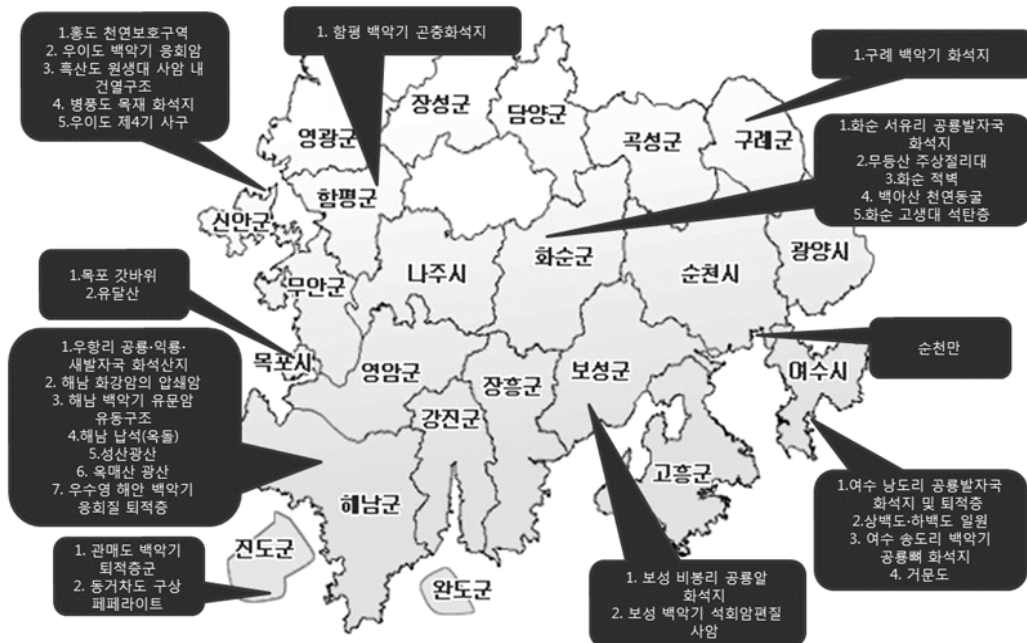 1.홍도 천연보호구역
2. 우이도 백악기 응회암
3. 흑산도 원생대 사암 내
건열구조
4. 병풍도 목재 화석지
5.우이도 제4기 사구
1. 함평 백악기 곤충화석지
1.구례 백악기 화석지
1.화순 서유리 공룡발자국
화석지
2.무등산 주상절리대
3.화순 적벽
4. 백아산 천연동굴
5.화순 고생대 석탄층
장성군
담양군
영광군
곡성군
구례군
함평군
신안군
나주시
화순군
순천시
광양시
무안군
1.목포 갓바위
2.유달산
목포시
영암군
장흥군
보성군
여수시
순천만
강진군
고흥군
해남군
진도군
완도군
1.우항리 공룡·익룡·
새발자국 화석산지
2. 해남 화강암의 압쇄암
3. 해남 백악기 유문암
유동구조
4.해남 납석(옥돌)
5.성산광산
6. 옥매산 광산
7. 우수영 해안 백악기
응회질 퇴적층
1. 관매도 백악기
퇴적층군
2. 동거차도 구상
페페라이트
1. 보성 비봉리 공룡알
화석지
2. 보성 백악기 석회암편질
사암
1.여수 낭도리 공룡발자국
화석지 및 퇴적층
2.상백도·하백도 일원
3. 여수 송도리 백악기
공룡뼈 화석지
4. 거문도